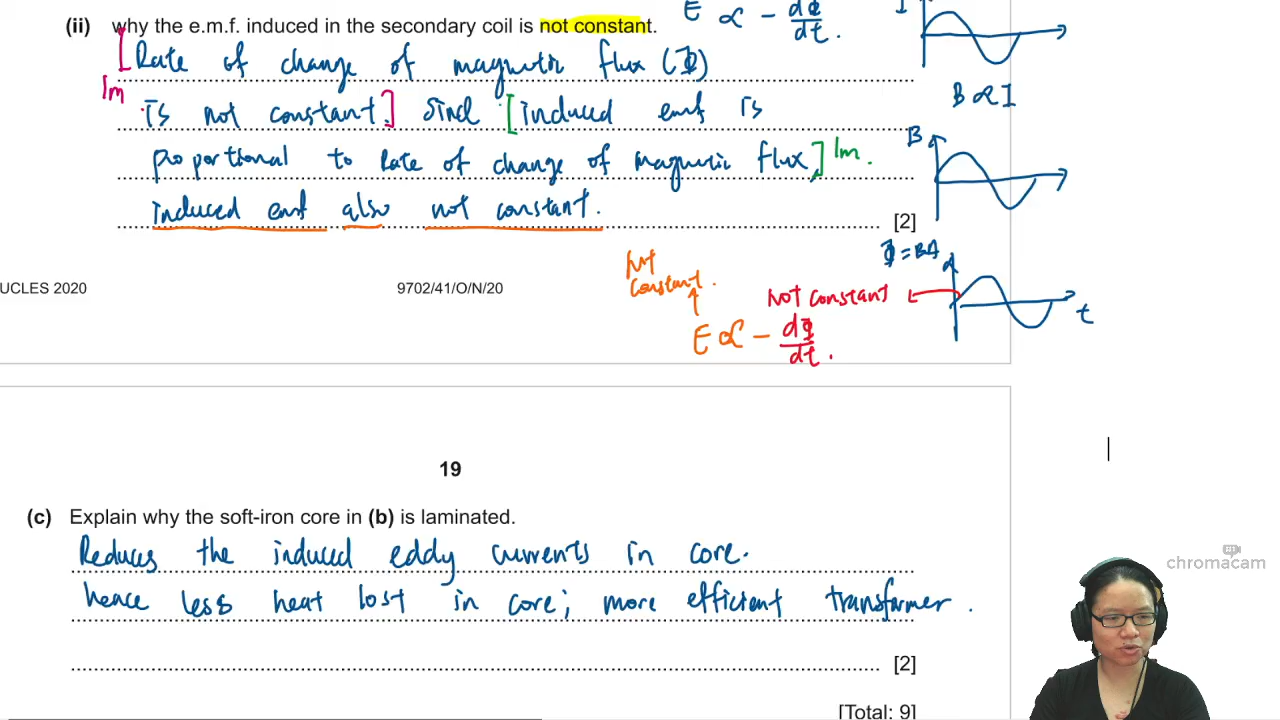 (ii) why the e.m.f. induced in the secondary coil is not constant.
E ∝ - dΦ/dt.
I
[Rate of change of magnetic flux (Φ)
1m
is not constant.] Since [induced emf is
B ∝ I
proportional to rate of change of magnetic flux,] 1m.
B
induced emf also not constant.
[2]
Φ = BA
UCLES 2020
9702/41/O/N/20
Not constant.
Not constant
t
E ∝ - dΦ/dt.
19
(c) Explain why the soft-iron core in (b) is laminated.
Reduces the induced eddy currents in core.
hence less heat lost in core; more efficient transformer.
[2]
[Total: 9]
chromacam